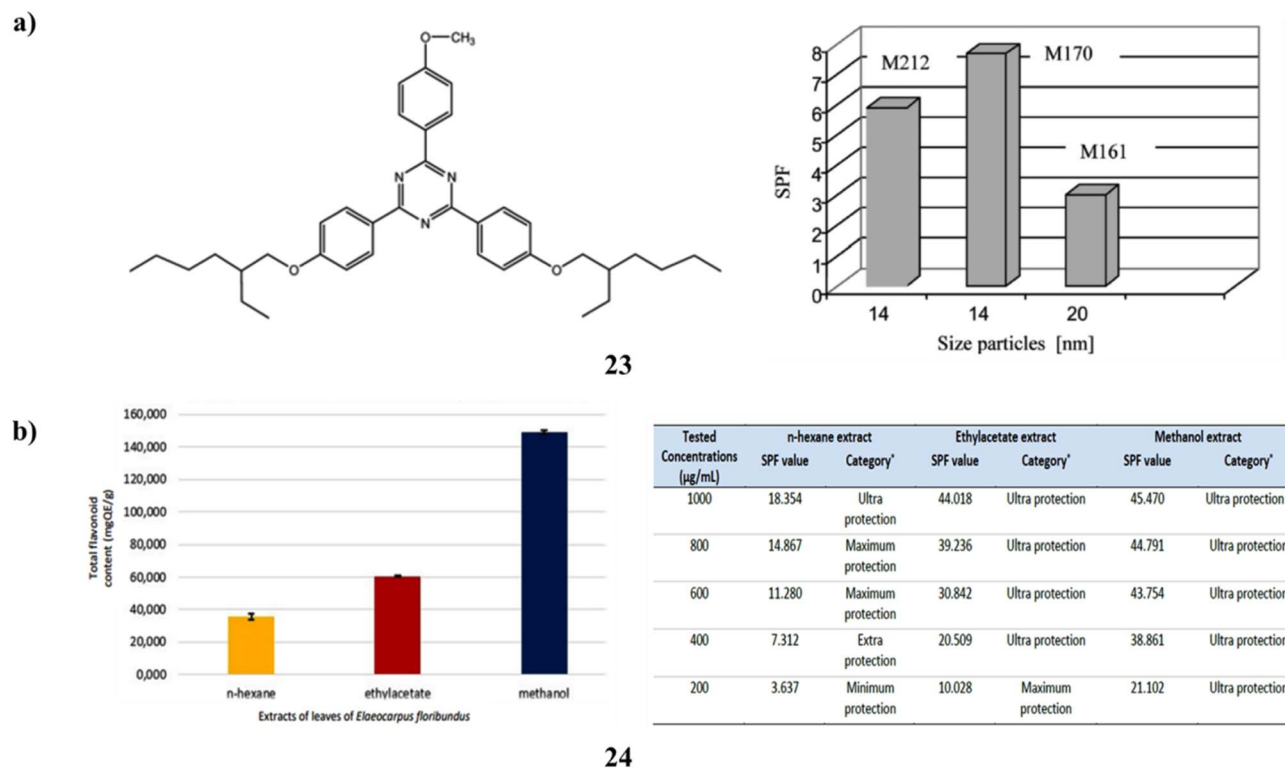 a)
O—CH3
N
N
N
O
O
8
7
6
5
4
3
2
1
0
SPF
M212
M170
M161
14
14
20
Size particles [nm]
23
b)
160,000
140,000
120,000
100,000
80,000
60,000
40,000
20,000
0,000
Total flavonoid
content (mgQE/g)
n-hexane
ethylacetate
methanol
Extracts of leaves of Elaeocarpus floribundus
Tested Concentrations (µg/mL) n-hexane extract Ethylacetate extract Methanol extract
SPF value Category* SPF value Category* SPF value Category*
1000 18.354 Ultra protection 44.018 Ultra protection 45.470 Ultra protection
800 14.867 Maximum protection 39.236 Ultra protection 44.791 Ultra protection
600 11.280 Maximum protection 30.842 Ultra protection 43.754 Ultra protection
400 7.312 Extra protection 20.509 Ultra protection 38.861 Ultra protection
200 3.637 Minimum protection 10.028 Maximum protection 21.102 Ultra protection
24